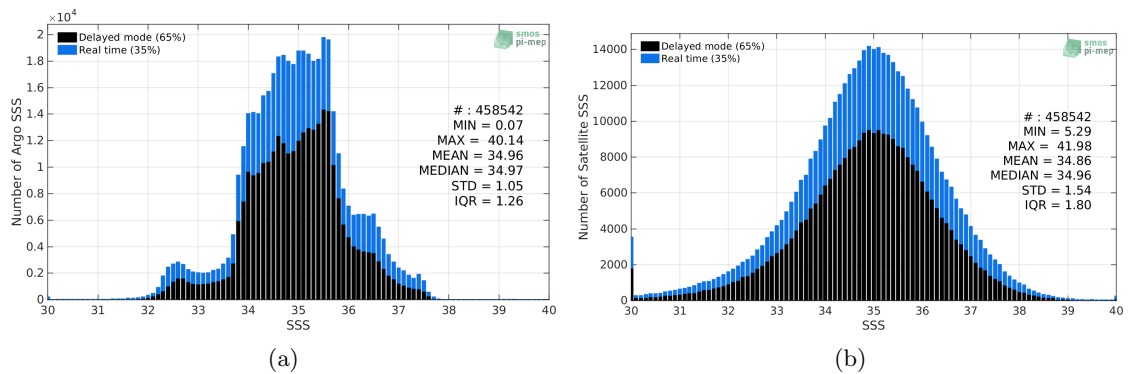 ×10⁴
Delayed mode (65%)
Real time (35%)
smos
pi-mep
# : 458542
MIN = 0.07
MAX = 40.14
MEAN = 34.96
MEDIAN = 34.97
STD = 1.05
IQR = 1.26
Number of Argo SSS
2
1.8
1.6
1.4
1.2
1
0.8
0.6
0.4
0.2
0
30 31 32 33 34 35 36 37 38 39 40
SSS
(a)
Delayed mode (65%)
Real time (35%)
smos
pi-mep
# : 458542
MIN = 5.29
MAX = 41.98
MEAN = 34.86
MEDIAN = 34.96
STD = 1.54
IQR = 1.80
Number of Satellite SSS
14000
12000
10000
8000
6000
4000
2000
0
30 31 32 33 34 35 36 37 38 39 40
SSS
(b)